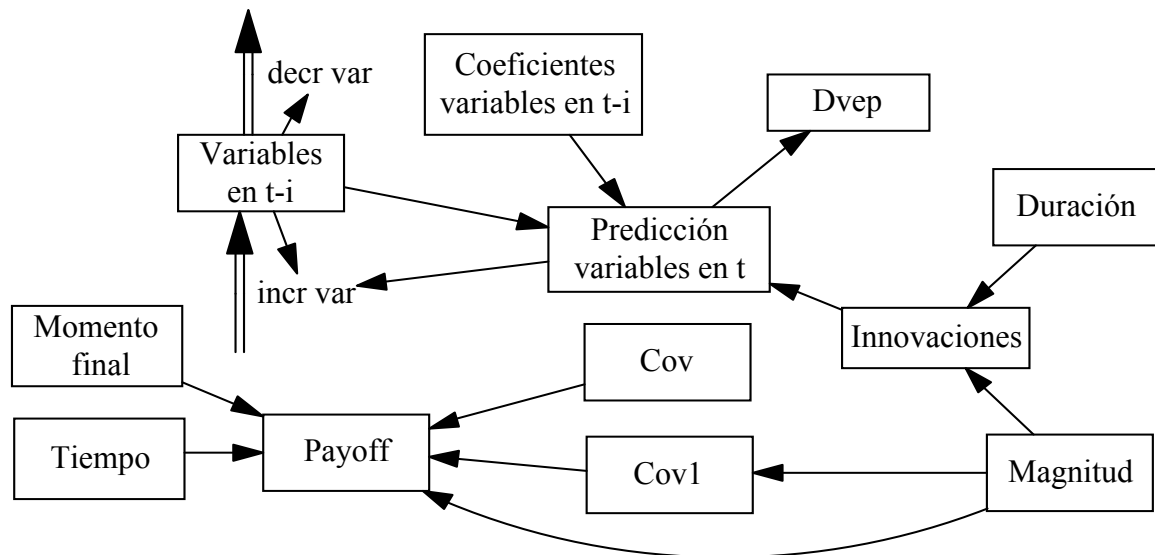 decr var
Coeficientes
variables en t-i
Dvep
Variables
en t-i
Duración
Predicción
variables en t
incr var
Momento
final
Innovaciones
Cov
Tiempo
Payoff
Cov1
Magnitud